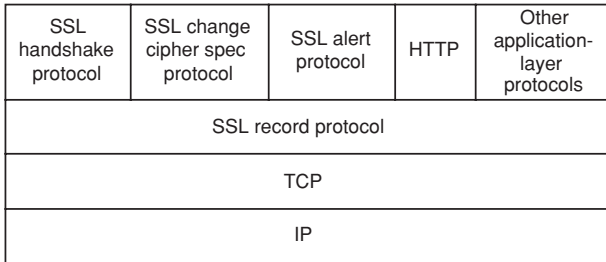 SSL
handshake
protocol
SSL change
cipher spec
protocol
SSL alert
protocol
HTTP
Other
application-
layer
protocols
SSL record protocol
TCP
IP